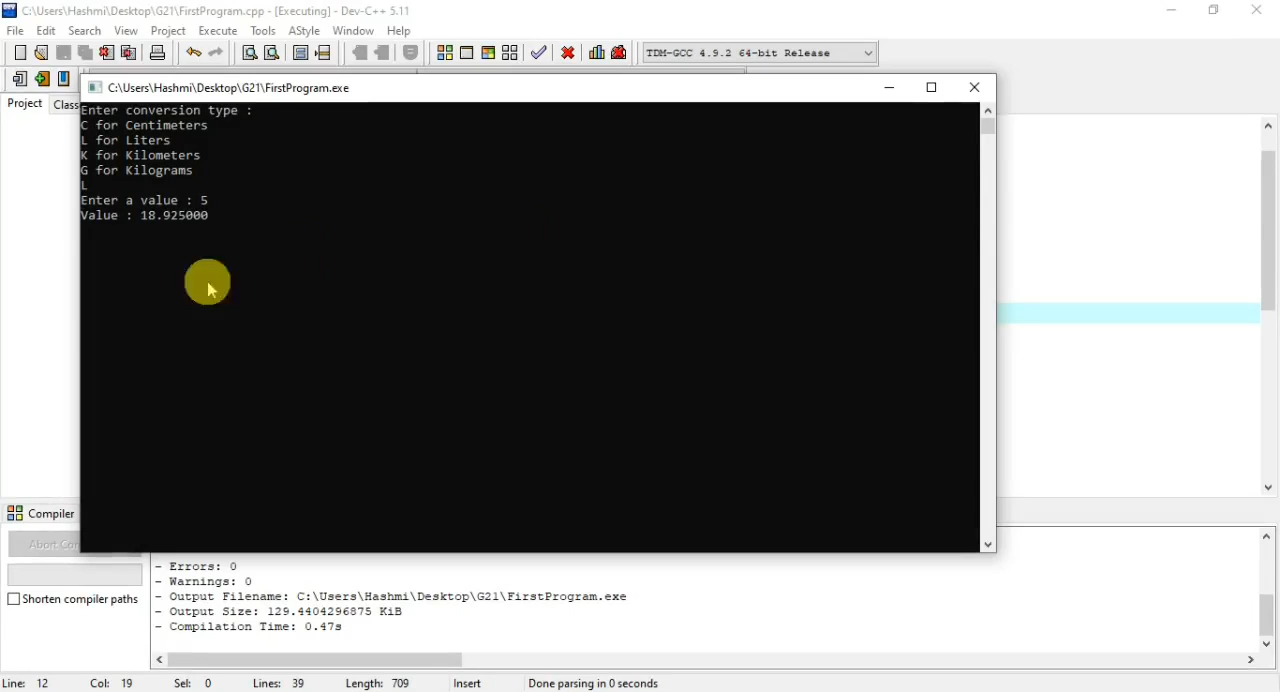 C:\Users\Hashmi\Desktop\G21\FirstProgram.cpp - [Executing] - Dev-C++ 5.11
File Edit Search View Project Execute Tools AStyle Window Help
TDM-GCC 4.9.2 64-bit Release
Project
C:\Users\Hashmi\Desktop\G21\FirstProgram.exe
Enter conversion type :
C for Centimeters
L for Liters
K for Kilometers
G for Kilograms
L
Enter a value : 5
Value : 18.925000
Compiler
Abort
- Errors: 0
- Warnings: 0
- Output Filename: C:\Users\Hashmi\Desktop\G21\FirstProgram.exe
- Output Size: 129.4404296875 KiB
- Compilation Time: 0.47s
Shorten compiler paths
Line: 12 Col: 19 Sel: 0 Lines: 39 Length: 709 Insert Done parsing in 0 seconds